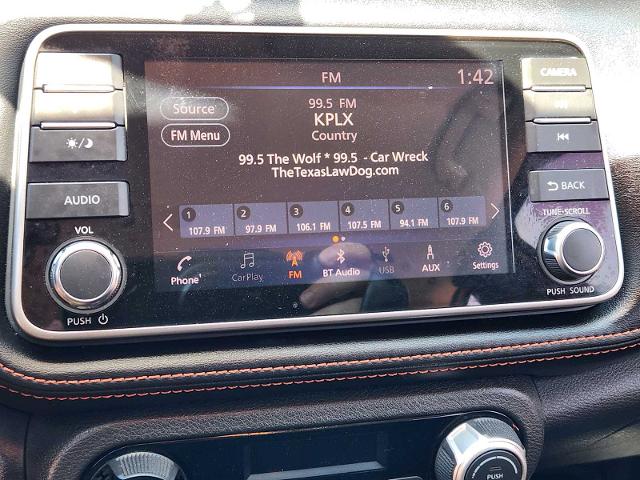 FM 1:42
CAMERA
Source
99.5 FM
KPLX
FM Menu
Country
99.5 The Wolf * 99.5 - Car Wreck
TheTexasLawDog.com
BACK
AUDIO
TUNE·SCROLL
VOL
1 2 3 4 5 6
107.9 FM 97.9 FM 106.1 FM 107.5 FM 94.1 FM 107.9 FM
Phone CarPlay FM BT Audio USB AUX Settings
PUSH
PUSH SOUND
PUSH